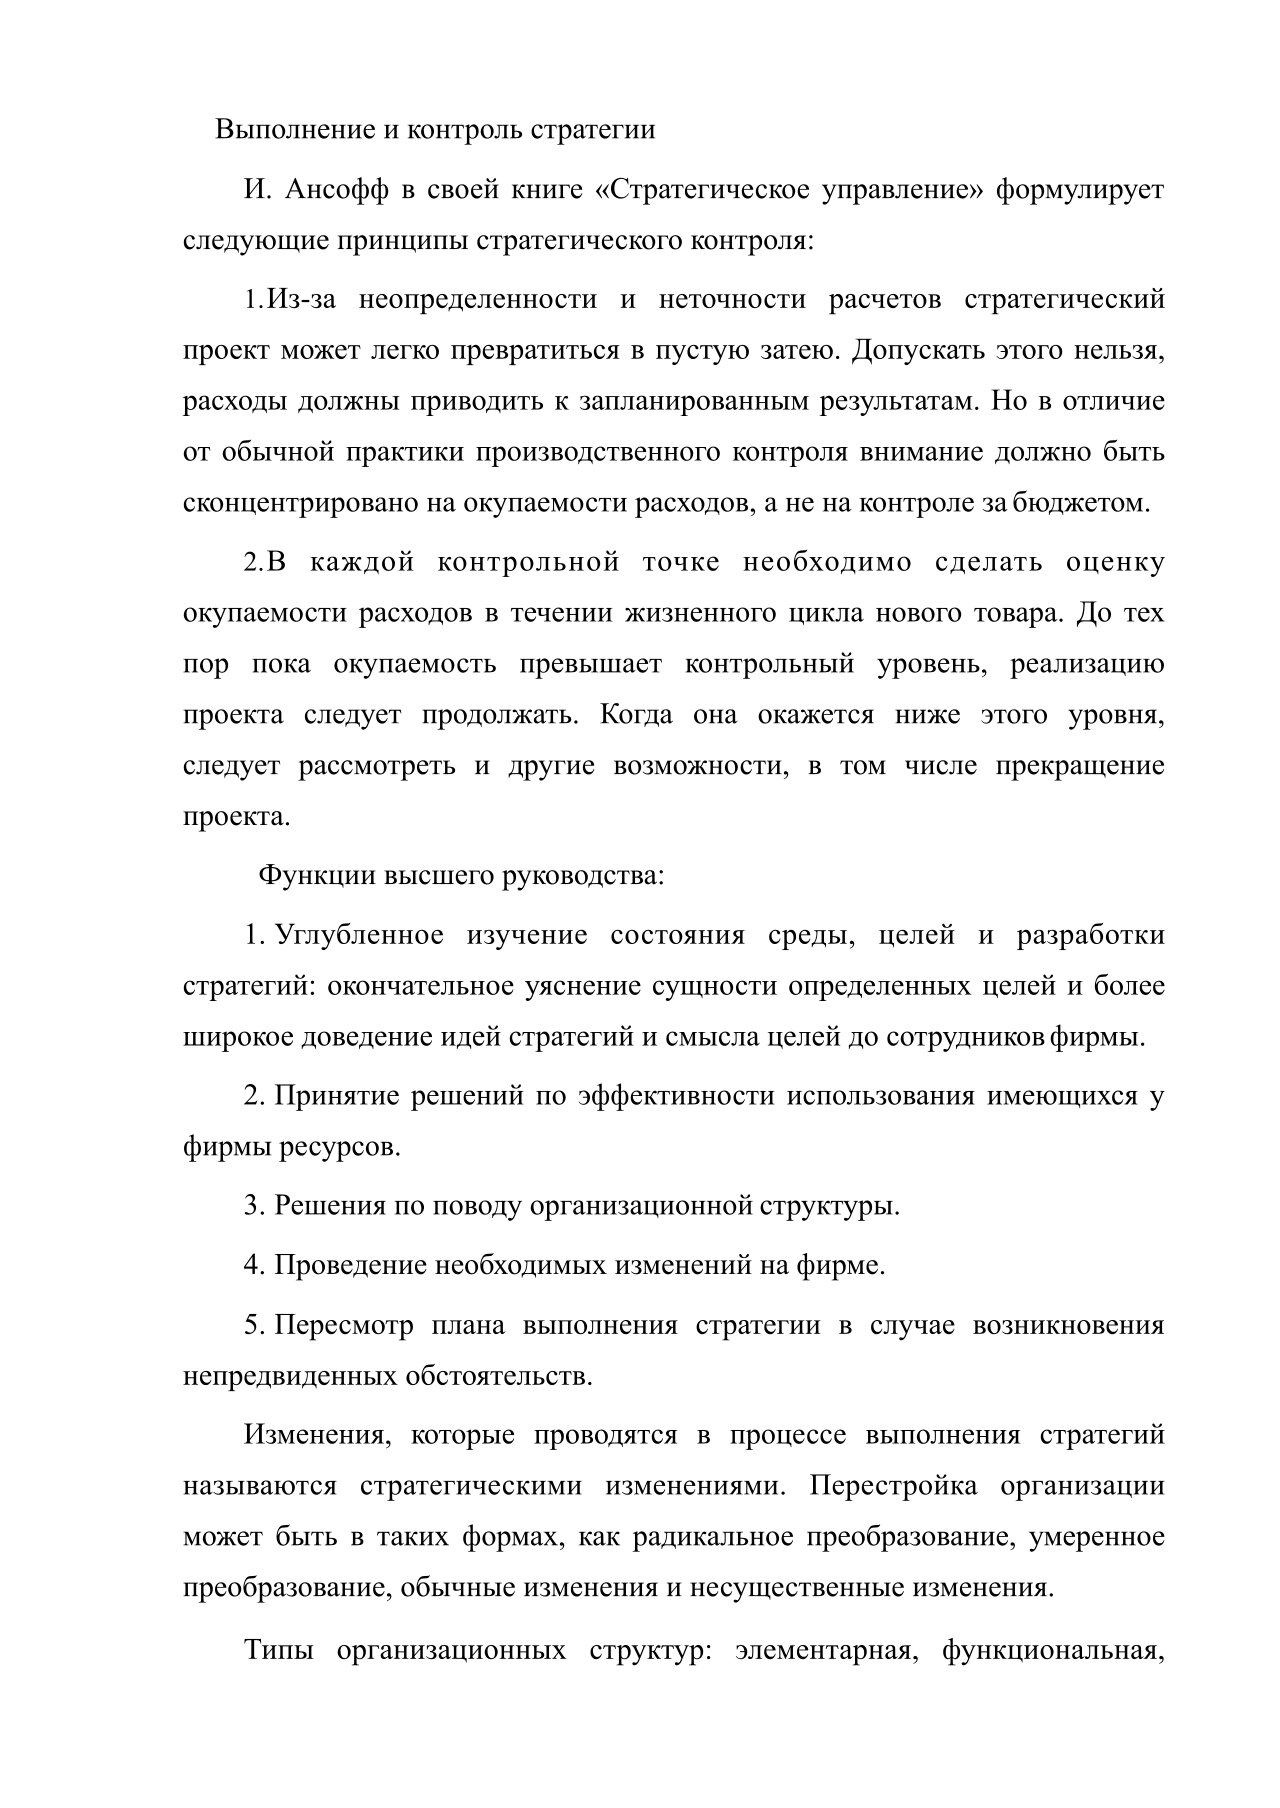 Выполнение и контроль стратегии
И. Ансофф в своей книге «Стратегическое управление» формулирует
следующие принципы стратегического контроля:
1.Из-за неопределенности и неточности расчетов стратегический
проект может легко превратиться в пустую затею. Допускать этого нельзя,
расходы должны приводить к запланированным результатам. Но в отличие
от обычной практики производственного контроля внимание должно быть
сконцентрировано на окупаемости расходов, а не на контроле за бюджетом.
2.В каждой контрольной точке необходимо сделать оценку
окупаемости расходов в течении жизненного цикла нового товара. До тех
пор пока окупаемость превышает контрольный уровень, реализацию
проекта следует продолжать. Когда она окажется ниже этого уровня,
следует рассмотреть и другие возможности, в том числе прекращение
проекта.
Функции высшего руководства:
1. Углубленное изучение состояния среды, целей и разработки
стратегий: окончательное уяснение сущности определенных целей и более
широкое доведение идей стратегий и смысла целей до сотрудников фирмы.
2. Принятие решений по эффективности использования имеющихся у
фирмы ресурсов.
3. Решения по поводу организационной структуры.
4. Проведение необходимых изменений на фирме.
5. Пересмотр плана выполнения стратегии в случае возникновения
непредвиденных обстоятельств.
Изменения, которые проводятся в процессе выполнения стратегий
называются стратегическими изменениями. Перестройка организации
может быть в таких формах, как радикальное преобразование, умеренное
преобразование, обычные изменения и несущественные изменения.
Типы организационных структур: элементарная, функциональная,